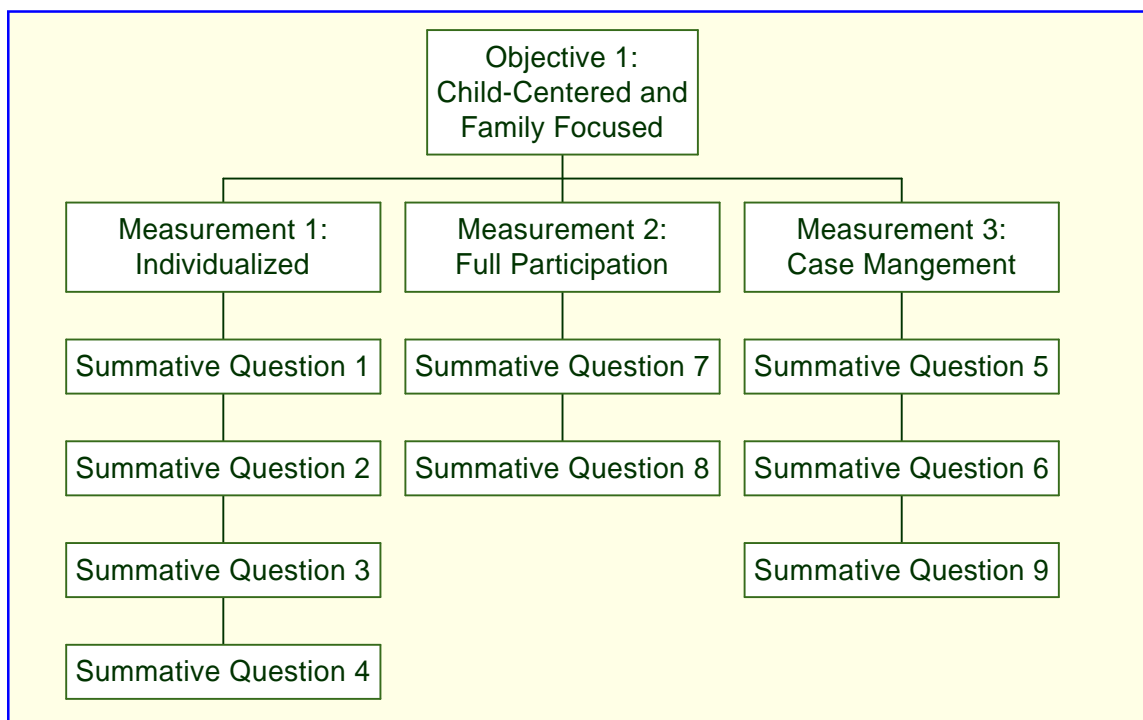 Objective 1:
Child-Centered and
Family Focused
Measurement 1:
Individualized
Measurement 2:
Full Participation
Measurement 3:
Case Mangement
Summative Question 1
Summative Question 7
Summative Question 5
Summative Question 2
Summative Question 8
Summative Question 6
Summative Question 3
Summative Question 9
Summative Question 4